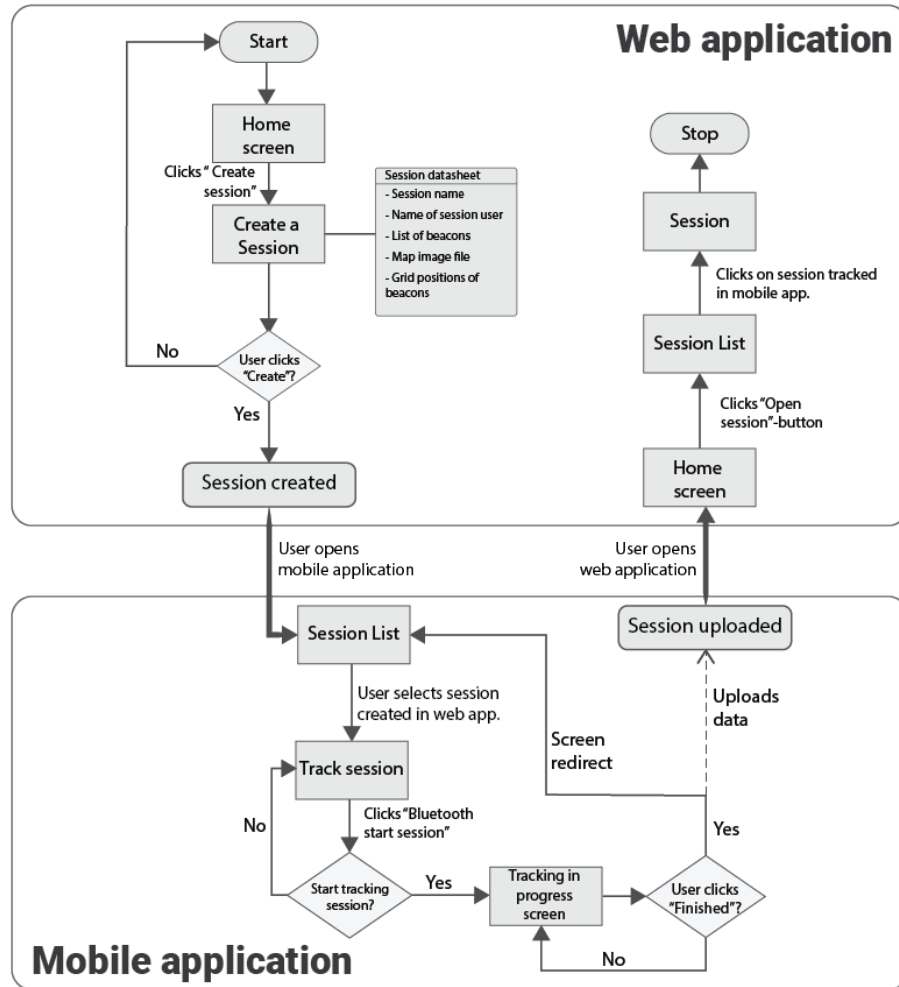 Web application
Start
Home
screen
Clicks “ Create
session”
Create a
Session
Session datasheet
- Session name
- Name of session user
- List of beacons
- Map image file
- Grid positions of
beacons
No
User clicks
“Create”?
Yes
Session created
Stop
Session
Clicks on session tracked
in mobile app.
Session List
Clicks “Open
session”-button
Home
screen
User opens
mobile application
User opens
web application
Session List
Session uploaded
User selects session
created in web app.
Uploads
data
Screen
redirect
Track session
No
Clicks “Bluetooth
start session”
Yes
Start tracking
session?
Yes
Tracking in
progress
screen
User clicks
“Finished”?
No
Mobile application